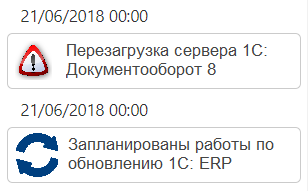 21/06/2018 00:00
Перезагрузка сервера 1С:
Документооборот 8
21/06/2018 00:00
Запланированы работы по
обновлению 1С: ERP